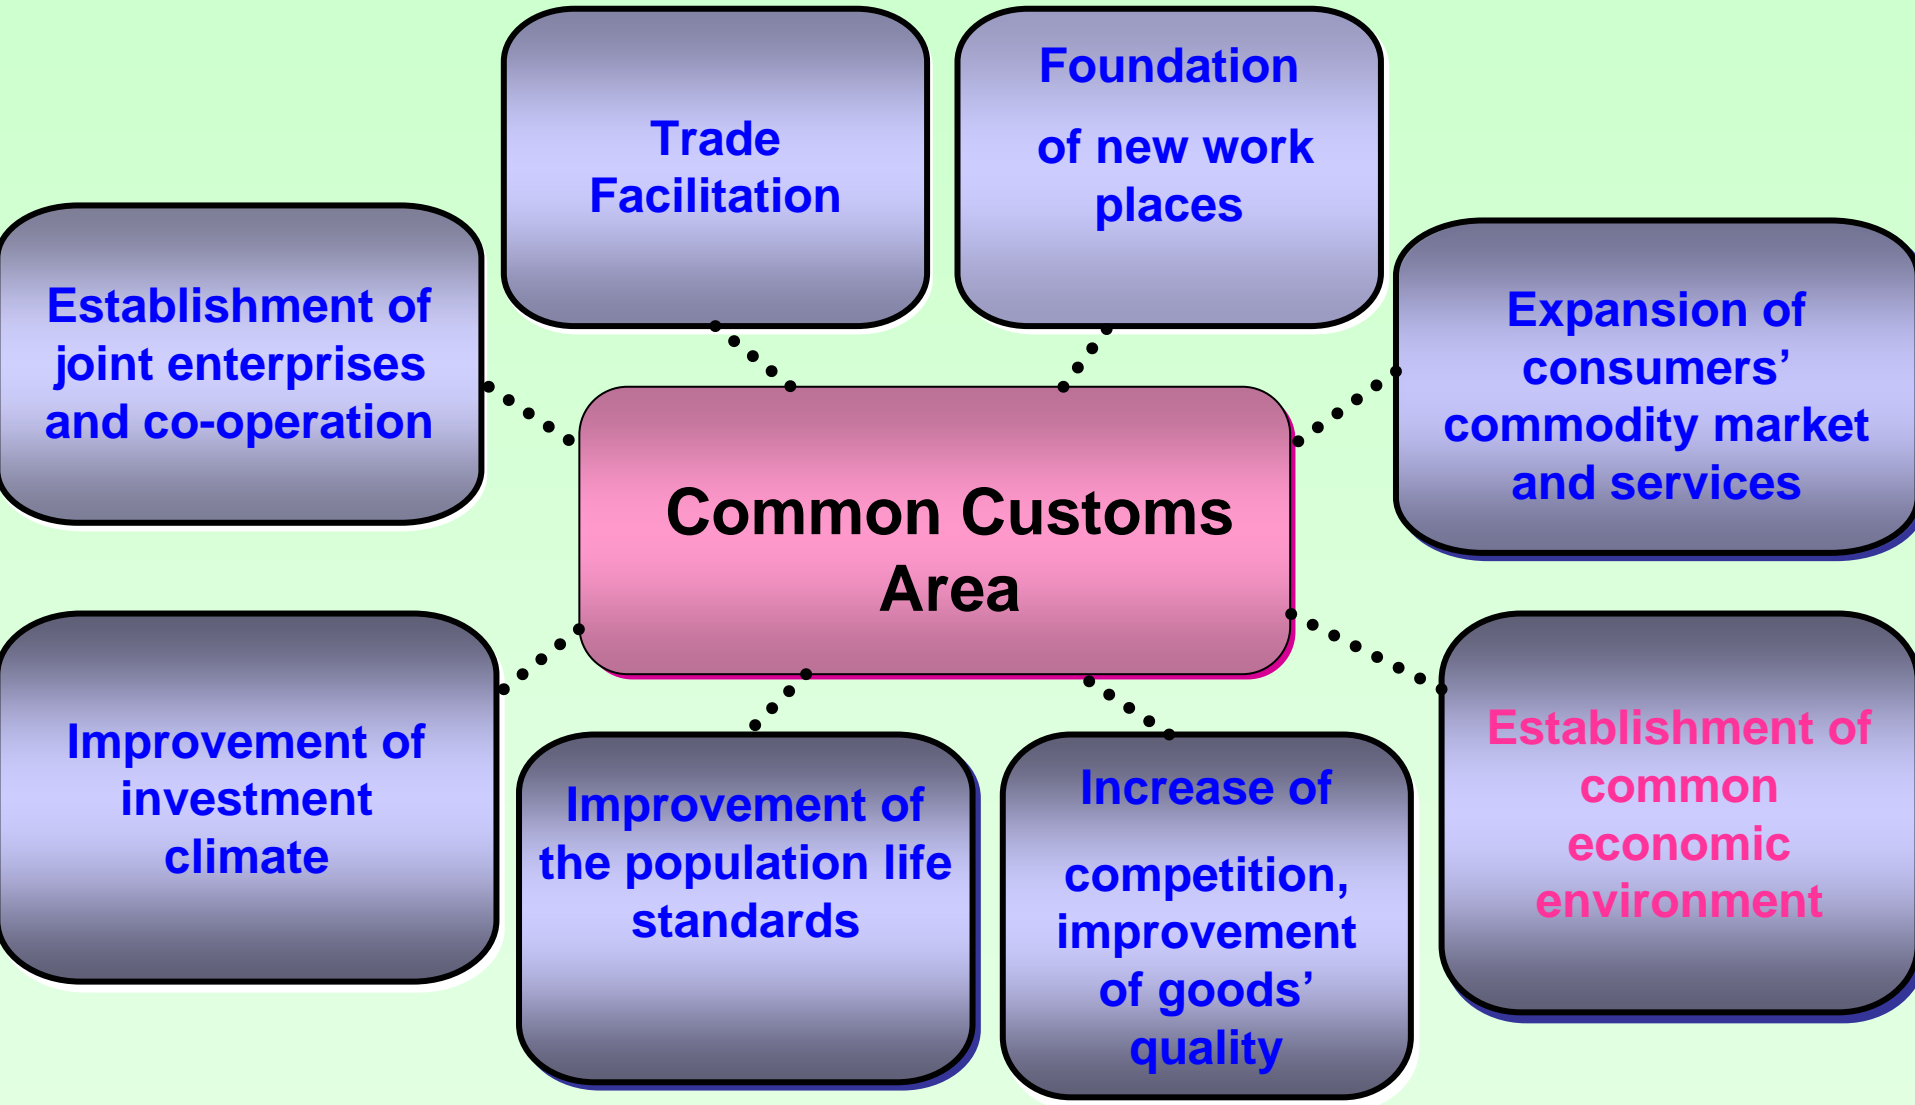 Trade
Facilitation
Foundation
of new work
places
Establishment of
joint enterprises
and co-operation
Expansion of
consumers’
commodity market
and services
Common Customs
Area
Improvement of
investment
climate
Improvement of
the population life
standards
Increase of
competition,
improvement
of goods’
quality
Establishment of
common
economic
environment